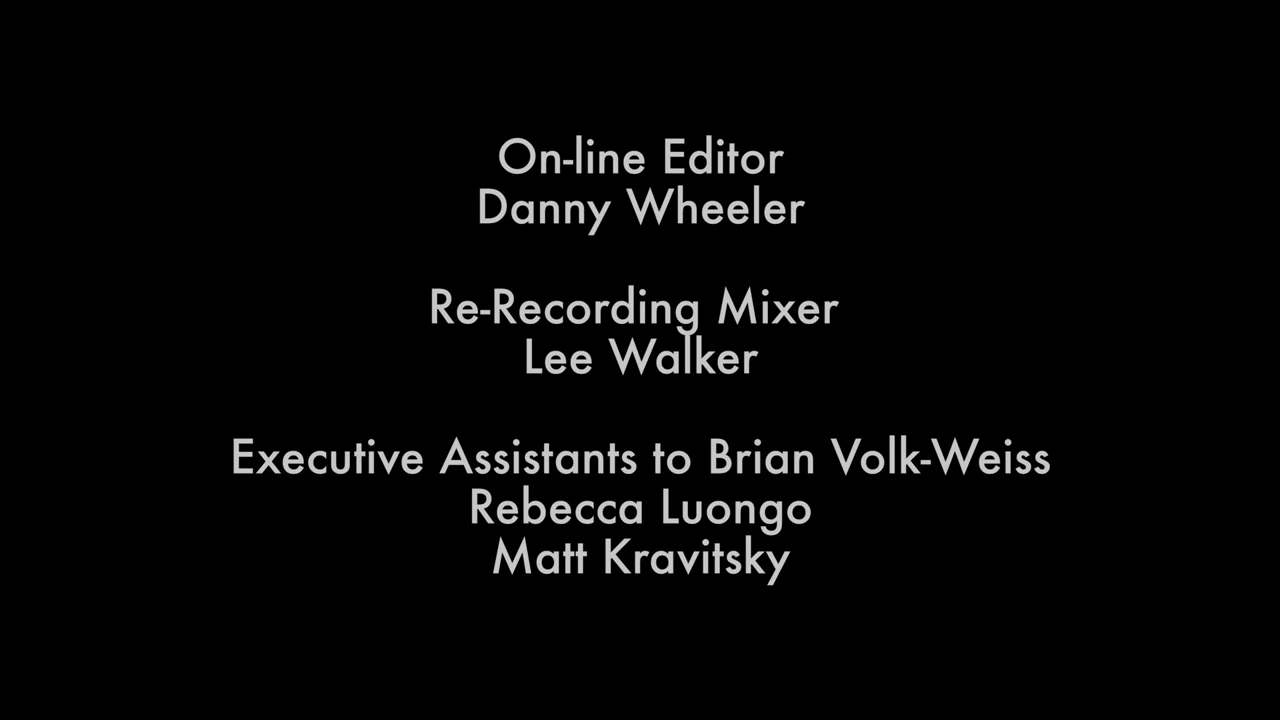 On-line Editor
Danny Wheeler
Re-Recording Mixer
Lee Walker
Executive Assistants to Brian Volk-Weiss
Rebecca Luongo
Matt Kravitsky